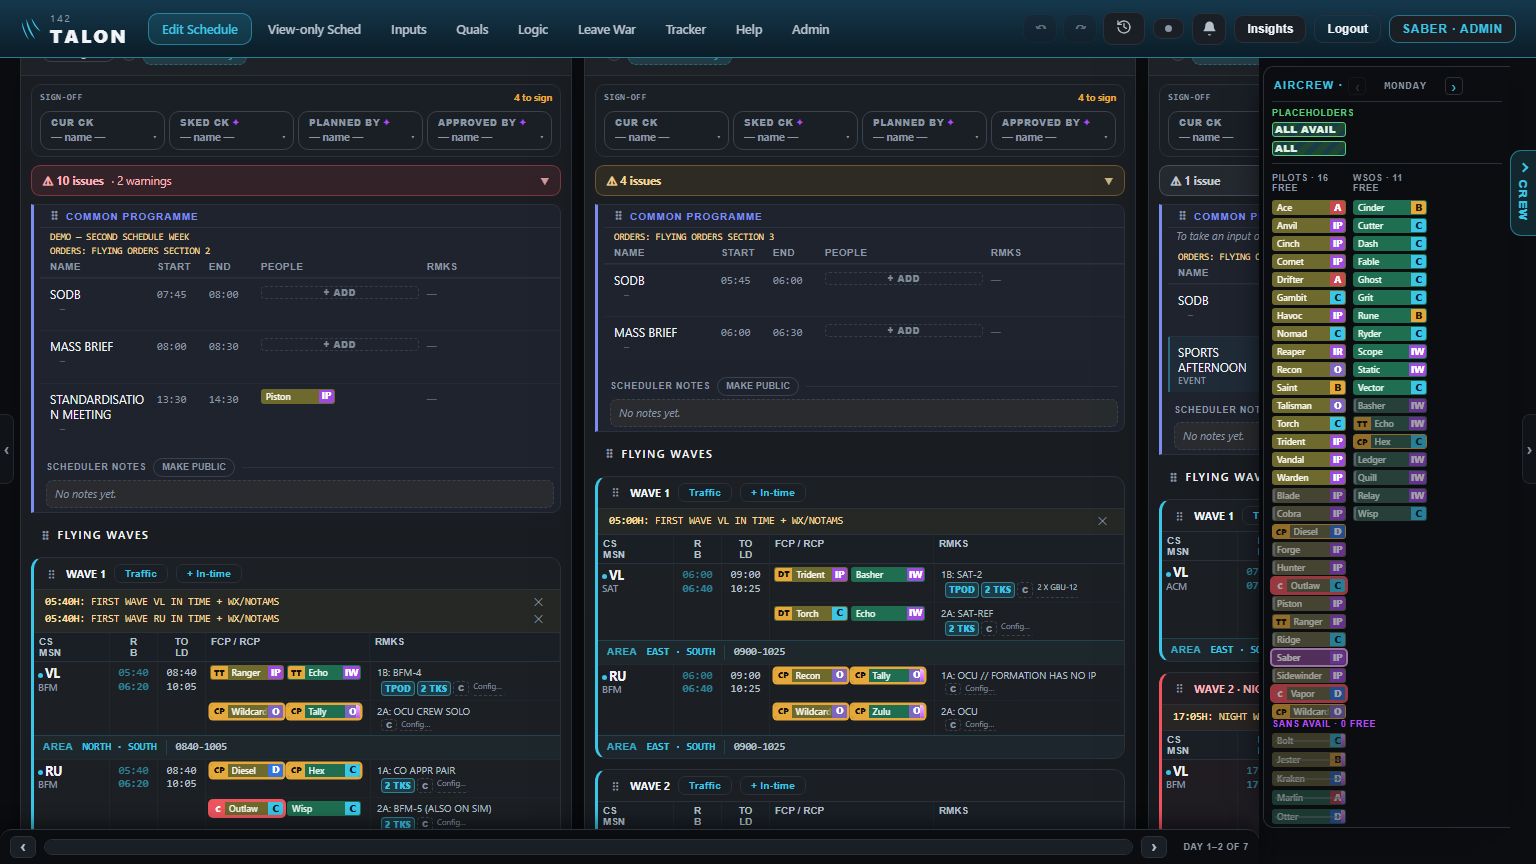 142
TALON
Edit Schedule
View-only Sched
Inputs
Quals
Logic
Leave War
Tracker
Help
Admin
Insights
Logout
SABER · ADMIN
SIGN-OFF
4 to sign
CUR CK
— name —
SKED CK
— name —
PLANNED BY
— name —
APPROVED BY
— name —
10 issues · 2 warnings
COMMON PROGRAMME
DEMO — SECOND SCHEDULE WEEK
ORDERS: FLYING ORDERS SECTION 2
NAME START END PEOPLE RMKS
SODB 07:45 08:00 + ADD —
—
MASS BRIEF 08:00 08:30 + ADD —
—
STANDARDISATIO
N MEETING 13:30 14:30 Piston IP —
—
SCHEDULER NOTES MAKE PUBLIC
No notes yet.
FLYING WAVES
WAVE 1 Traffic + In-time
05:40H: FIRST WAVE VL IN TIME + WX/NOTAMS
05:40H: FIRST WAVE RU IN TIME + WX/NOTAMS
CS R TO FCP / RCP RMKS
MSN B LD
VL 05:40 08:40 TT Ranger IP TT Echo IW 1B: BFM-4
BFM 06:20 10:05 TPOD 2 TKS C Config...
CP Wildcard O CP Tally O 2A: OCU CREW SOLO
C Config...
AREA NORTH · SOUTH 0840-1005
RU 05:40 08:40 CP Diesel D CP Hex C 1A: CO APPR PAIR
BFM 06:20 10:05 2 TKS C Config...
C Outlaw C Wisp C 2A: BFM-5 (ALSO ON SIM)
2 TKS C Config...
SIGN-OFF
4 to sign
CUR CK
— name —
SKED CK
— name —
PLANNED BY
— name —
APPROVED BY
— name —
4 issues
COMMON PROGRAMME
ORDERS: FLYING ORDERS SECTION 3
NAME START END PEOPLE RMKS
SODB 05:45 06:00 + ADD —
—
MASS BRIEF 06:00 06:30 + ADD —
—
SCHEDULER NOTES MAKE PUBLIC
No notes yet.
FLYING WAVES
WAVE 1 Traffic + In-time
05:00H: FIRST WAVE VL IN TIME + WX/NOTAMS
CS R TO FCP / RCP RMKS
MSN B LD
VL 06:00 09:00 DT Trident IP Basher IW 1B: SAT-2
SAT 06:40 10:25 TPOD 2 TKS C 2 X GBU-12
DT Torch C Echo IW 2A: SAT-REF
2 TKS C Config...
AREA EAST · SOUTH 0900-1025
RU 06:00 09:00 CP Recon O CP Tally O 1A: OCU // FORMATION HAS NO IP
BFM 06:40 10:25 C Config...
CP Wildcard O CP Zulu O 2A: OCU
C Config...
AREA EAST · SOUTH 0900-1025
WAVE 2 Traffic + In-time
CS R TO FCP / RCP RMKS
MSN B LD
SIGN-OFF
CUR CK
— name —
1 issue
COMMON P
To take an input o
ORDERS: FLYING O
NAME
SODB
—
SPORTS
AFTERNOON
EVENT
SCHEDULER NOT
No notes yet.
FLYING WAV
WAVE 1 T
CS
MSN
VL 07
ACM 07
AREA EAST · SO
WAVE 2 · NIG
17:05H: NIGHT W
CS
MSN
VL 17
BFM 17
AIRCREW · MONDAY
PLACEHOLDERS
ALL AVAIL
ALL
PILOTS · 16
FREE
WSOS · 11
FREE
Ace A Cinder B
Anvil IP Cutter C
Cinch IP Dash C
Comet IP Fable C
Drifter A Ghost C
Gambit C Grit C
Havoc IP Rune B
Nomad C Ryder C
Reaper IR Scope IW
Recon O Static IW
Saint B Vector C
Talisman O Basher IW
Torch C TT Echo IW
Trident IP CP Hex C
Vandal IP Ledger IW
Warden IP Quill IW
Blade IP Relay IW
Cobra IP Wisp C
CP Diesel D
Forge IP
Hunter IP
C Outlaw C
Piston IP
TT Ranger IP
Ridge C
Saber IP
Sidewinder IP
C Vapor D
CP Wildcard O
SANS AVAIL · 0 FREE
Bolt C
Jester B
Kraken D
Marlin A
Otter D
CREW
DAY 1–2 OF 7